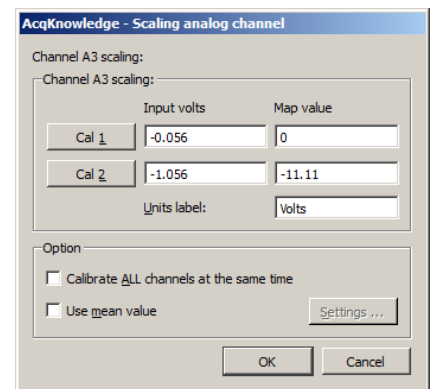 AcqKnowledge - Scaling analog channel
Channel A3 scaling:
Channel A3 scaling:
Input volts Map value
Cal 1 -0.056 0
Cal 2 -1.056 -11.11
Units label: Volts
Option
Calibrate ALL channels at the same time
Use mean value Settings ...
OK Cancel